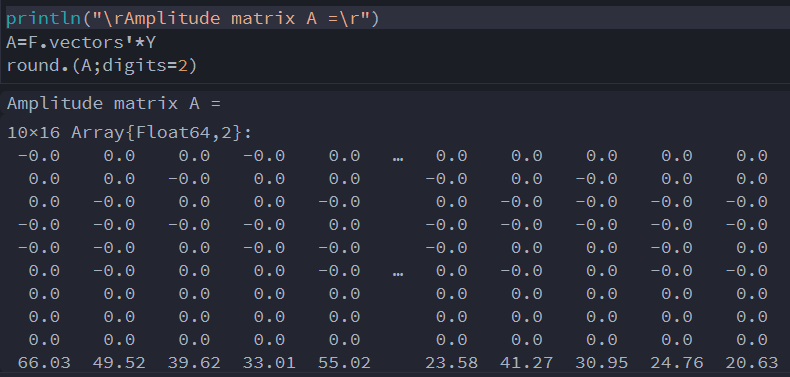 println("\rAmplitude matrix A =\r")
A=F.vectors'*Y
round.(A;digits=2)
Amplitude matrix A =
10×16 Array{Float64,2}:
-0.0 0.0 0.0 -0.0 0.0 … 0.0 0.0 0.0 0.0 0.0
0.0 0.0 -0.0 0.0 0.0 -0.0 0.0 -0.0 0.0 0.0
0.0 -0.0 0.0 0.0 -0.0 0.0 -0.0 -0.0 -0.0 -0.0
-0.0 -0.0 -0.0 -0.0 0.0 -0.0 0.0 0.0 0.0 0.0
-0.0 0.0 0.0 0.0 -0.0 -0.0 0.0 0.0 -0.0 0.0
0.0 -0.0 0.0 0.0 -0.0 … 0.0 -0.0 0.0 -0.0 -0.0
0.0 0.0 0.0 0.0 0.0 0.0 0.0 0.0 0.0 0.0
0.0 0.0 0.0 0.0 0.0 0.0 0.0 0.0 0.0 0.0
0.0 0.0 0.0 0.0 0.0 0.0 0.0 0.0 0.0 0.0
66.03 49.52 39.62 33.01 55.02 23.58 41.27 30.95 24.76 20.63